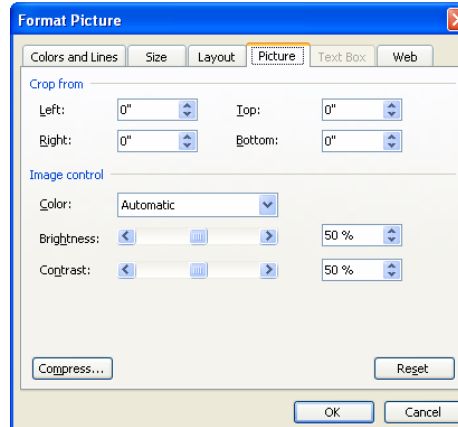 Format Picture
Colors and Lines Size Layout Picture Text Box Web
Crop from
Left: 0" Top: 0"
Right: 0" Bottom: 0"
Image control
Color: Automatic
Brightness: 50 %
Contrast: 50 %
Compress... Reset
OK Cancel